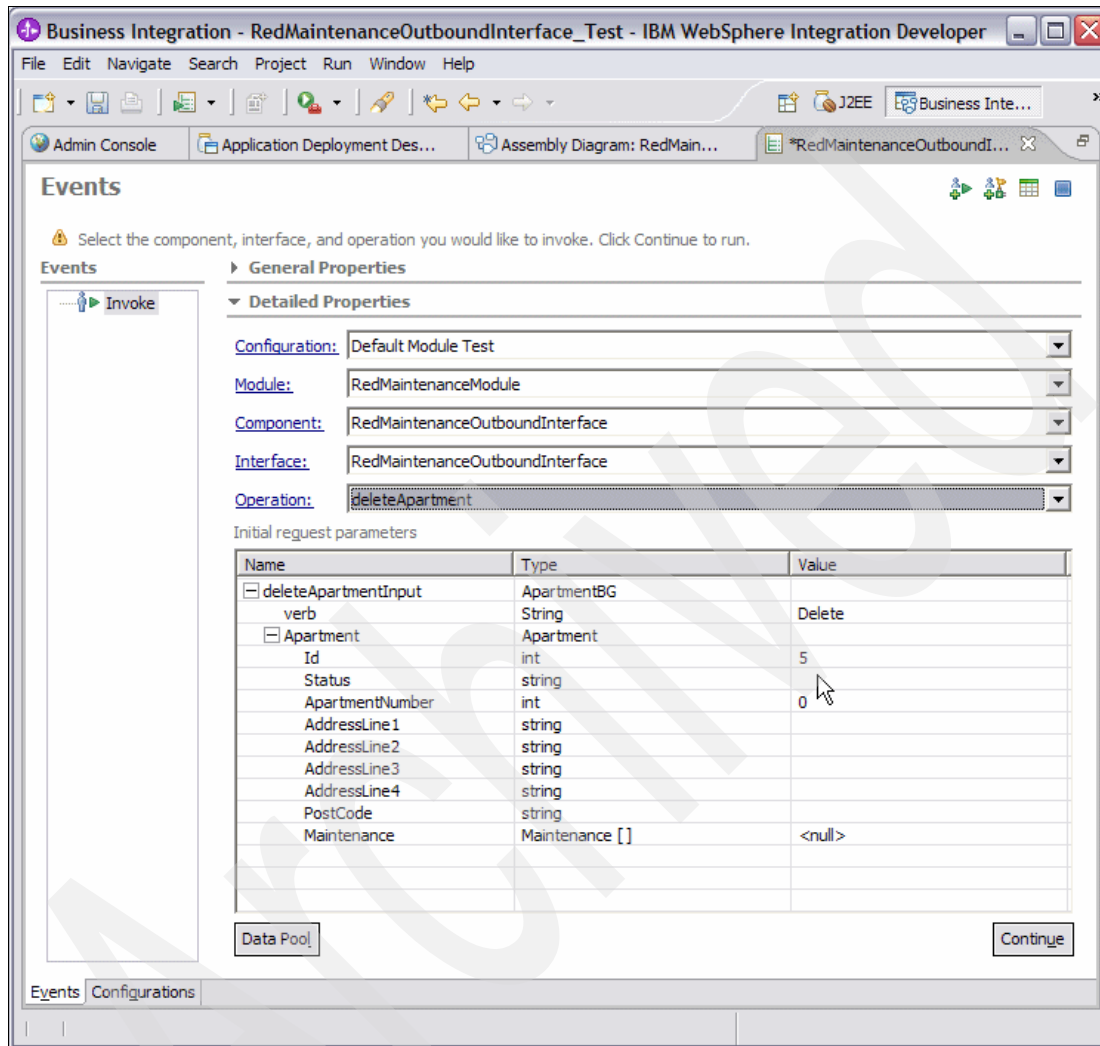 Business Integration - RedMaintenanceOutboundInterface_Test - IBM WebSphere Integration Developer
File Edit Navigate Search Project Run Window Help
J2EE Business Inte... »
Admin Console Application Deployment Des... Assembly Diagram: RedMain... *RedMaintenanceOutboundI...
Events
Select the component, interface, and operation you would like to invoke. Click Continue to run.
Events General Properties
Invoke Detailed Properties
Configuration: Default Module Test
Module: RedMaintenanceModule
Component: RedMaintenanceOutboundInterface
Interface: RedMaintenanceOutboundInterface
Operation: deleteApartment
Initial request parameters
Name Type Value
deleteApartmentInput ApartmentBG
verb String Delete
Apartment Apartment
Id int 5
Status string
ApartmentNumber int 0
AddressLine1 string
AddressLine2 string
AddressLine3 string
AddressLine4 string
PostCode string
Maintenance Maintenance [] <null>
Data Pool Continue
Events Configurations
Archived